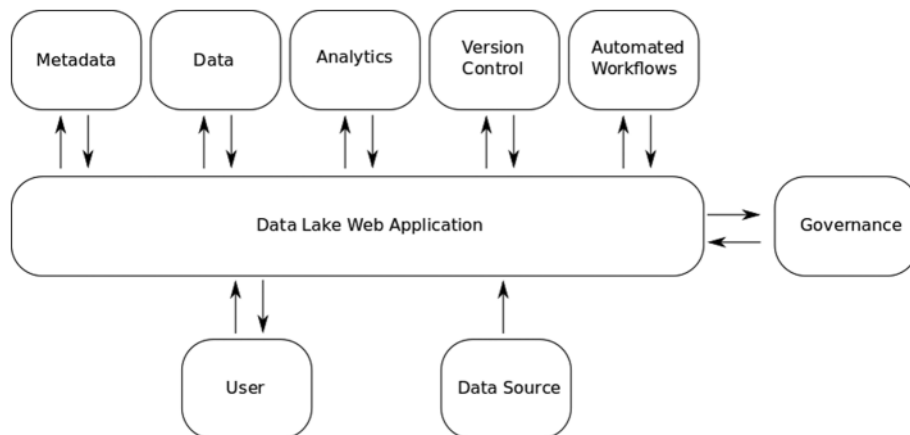 Metadata
Data
Analytics
Version
Control
Automated
Workflows
Data Lake Web Application
Governance
User
Data Source